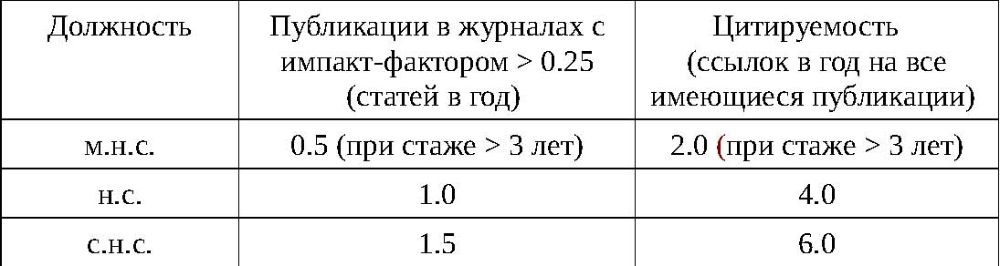 Должность
Публикации в журналах с
импакт-фактором > 0.25
(статей в год)
Цитируемость
(ссылок в год на все
имеющиеся публикации)
м.н.с.
0.5 (при стаже > 3 лет)
2.0 (при стаже > 3 лет)
н.с.
1.0
4.0
с.н.с.
1.5
6.0